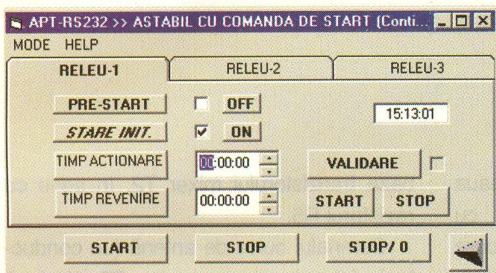 APT-RS232 >> ASTABIL CU COMANDA DE START (Conti...
MODE HELP
RELEU-1 RELEU-2 RELEU-3
PRE-START OFF 15:13:01
STARE INIT. ON
TIMP ACTIONARE 00:00:00 VALIDARE
TIMP REVENIRE 00:00:00 START STOP
START STOP STOP/ 0